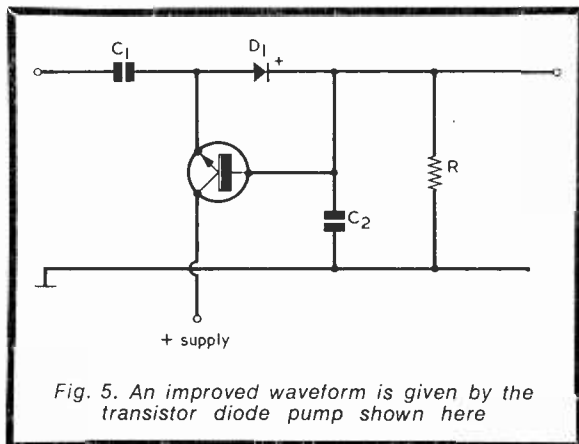 C1
D1
+
R
C2
+ supply
Fig. 5. An improved waveform is given by the
transistor diode pump shown here